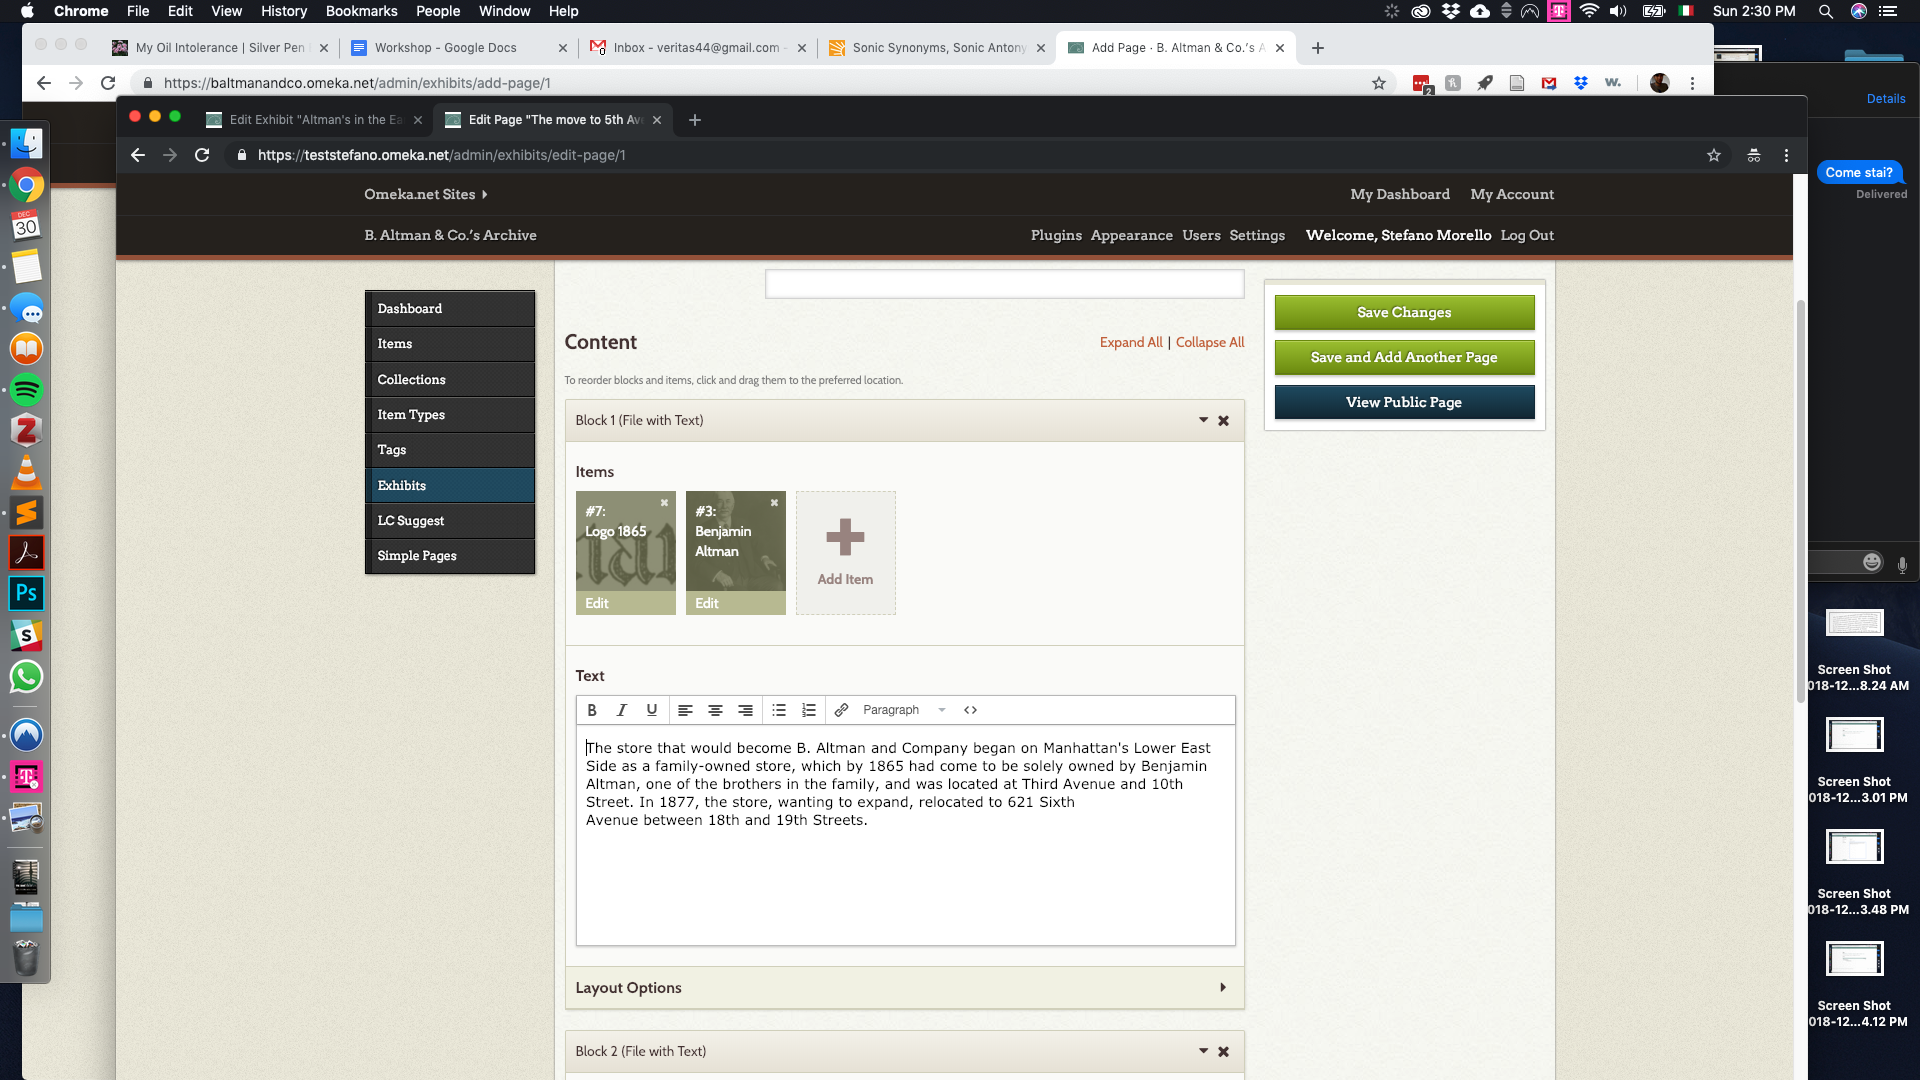 Chrome File Edit View History Bookmarks People Window Help
Sun 2:30 PM
My Oil Intolerance | Silver Pen
Workshop - Google Docs
Inbox - veritas44@gmail.com -
Sonic Synonyms, Sonic Antony
Add Page · B. Altman & Co.'s A
https://baltmanandco.omeka.net/admin/exhibits/add-page/1
Details
Edit Exhibit "Altman's in the Ea
Edit Page "The move to 5th Av
https://teststefano.omeka.net/admin/exhibits/edit-page/1
Come stai?
Delivered
Omeka.net Sites
My Dashboard My Account
B. Altman & Co.'s Archive
Plugins Appearance Users Settings Welcome, Stefano Morello Log Out
DEC
30
Dashboard
Items
Collections
Item Types
Tags
Exhibits
LC Suggest
Simple Pages
Content
Expand All | Collapse All
To reorder blocks and items, click and drag them to the preferred location.
Block 1 (File with Text)
Items
#7:
Logo 1865
Edit
#3:
Benjamin
Altman
Edit
Add Item
Text
B I U Paragraph <>
The store that would become B. Altman and Company began on Manhattan's Lower East
Side as a family-owned store, which by 1865 had come to be solely owned by Benjamin
Altman, one of the brothers in the family, and was located at Third Avenue and 10th
Street. In 1877, the store, wanting to expand, relocated to 621 Sixth
Avenue between 18th and 19th Streets.
Layout Options
Block 2 (File with Text)
Save Changes
Save and Add Another Page
View Public Page
Screen Shot
018-12...8.24 AM
Screen Shot
018-12...3.01 PM
Screen Shot
018-12...3.48 PM
Screen Shot
018-12...4.12 PM